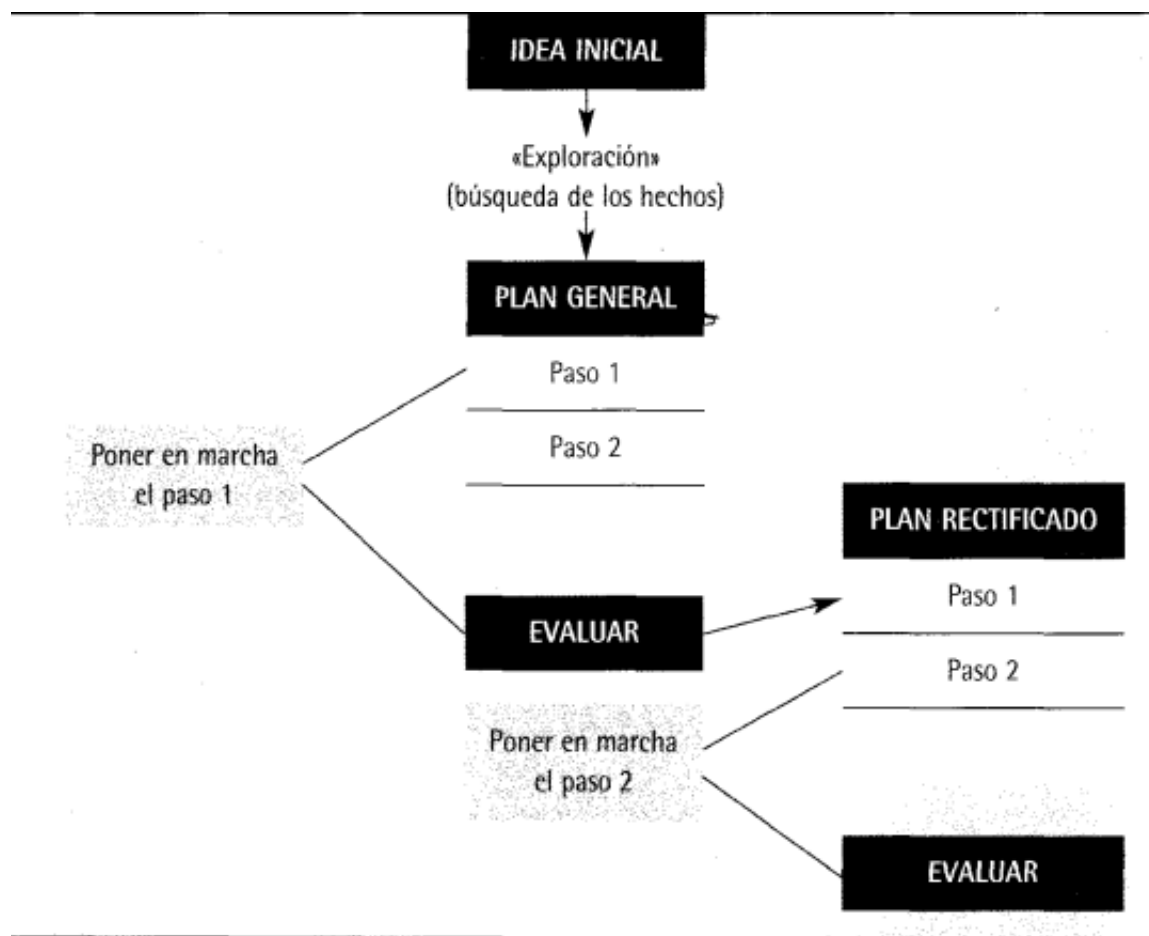 IDEA INICIAL
«Exploración»
(búsqueda de los hechos)
PLAN GENERAL
Paso 1
Paso 2
Poner en marcha
el paso 1
EVALUAR
PLAN RECTIFICADO
Paso 1
Paso 2
Poner en marcha
el paso 2
EVALUAR